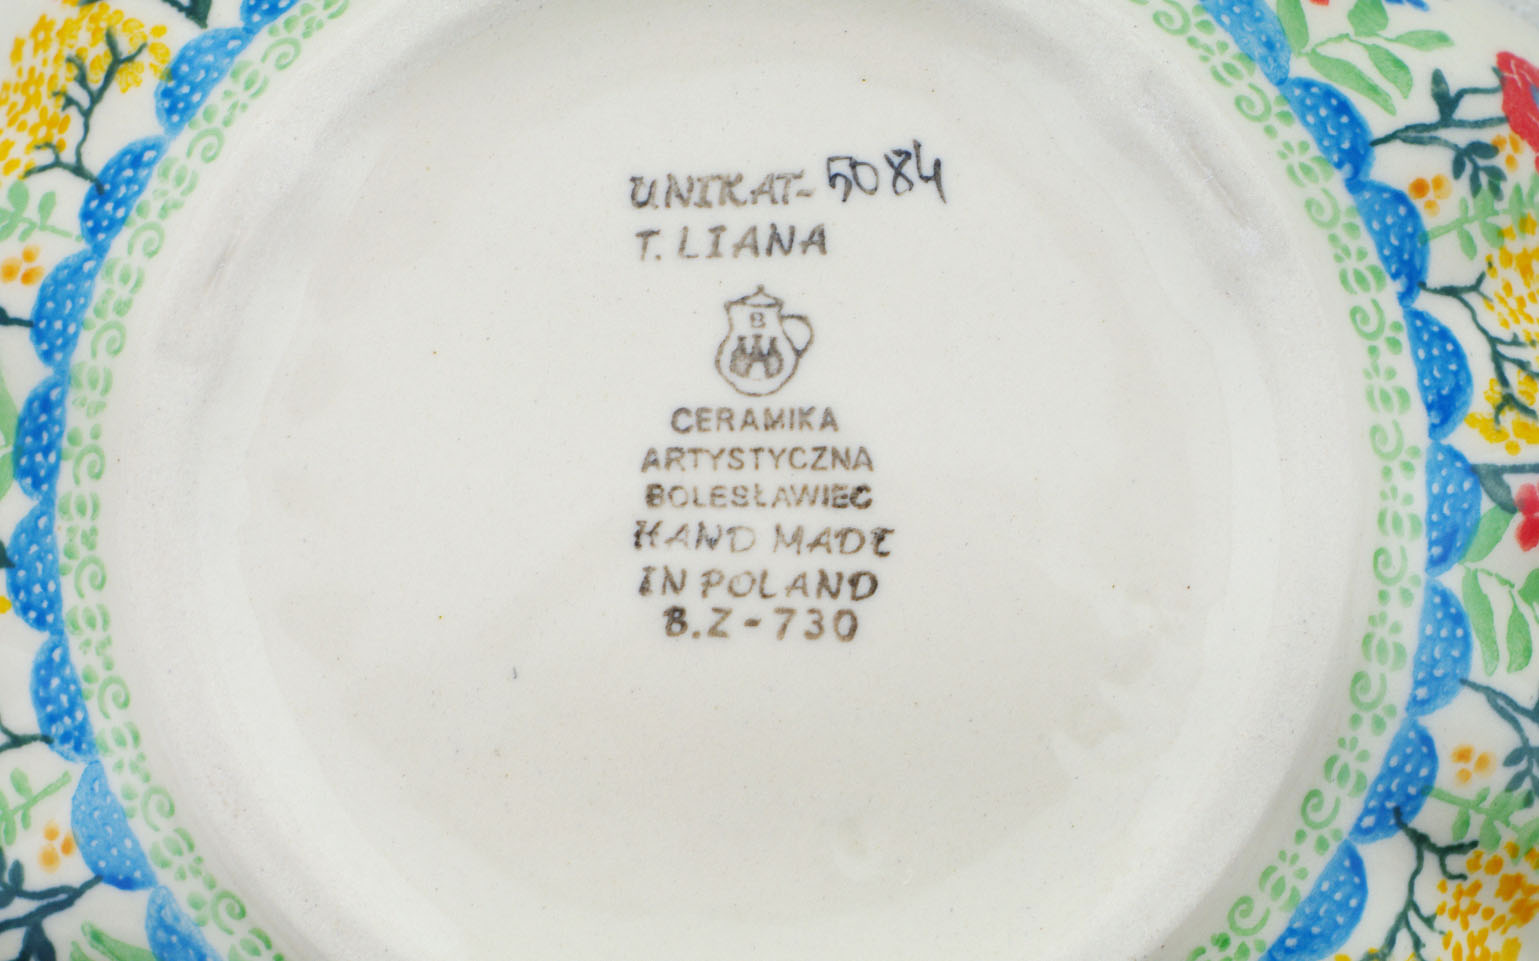 UNIKAT-5084
T. LIANA
B
CERAMIKA
ARTYSTYCZNA
BOLESŁAWIEC
HAND MADE
IN POLAND
B.Z-730